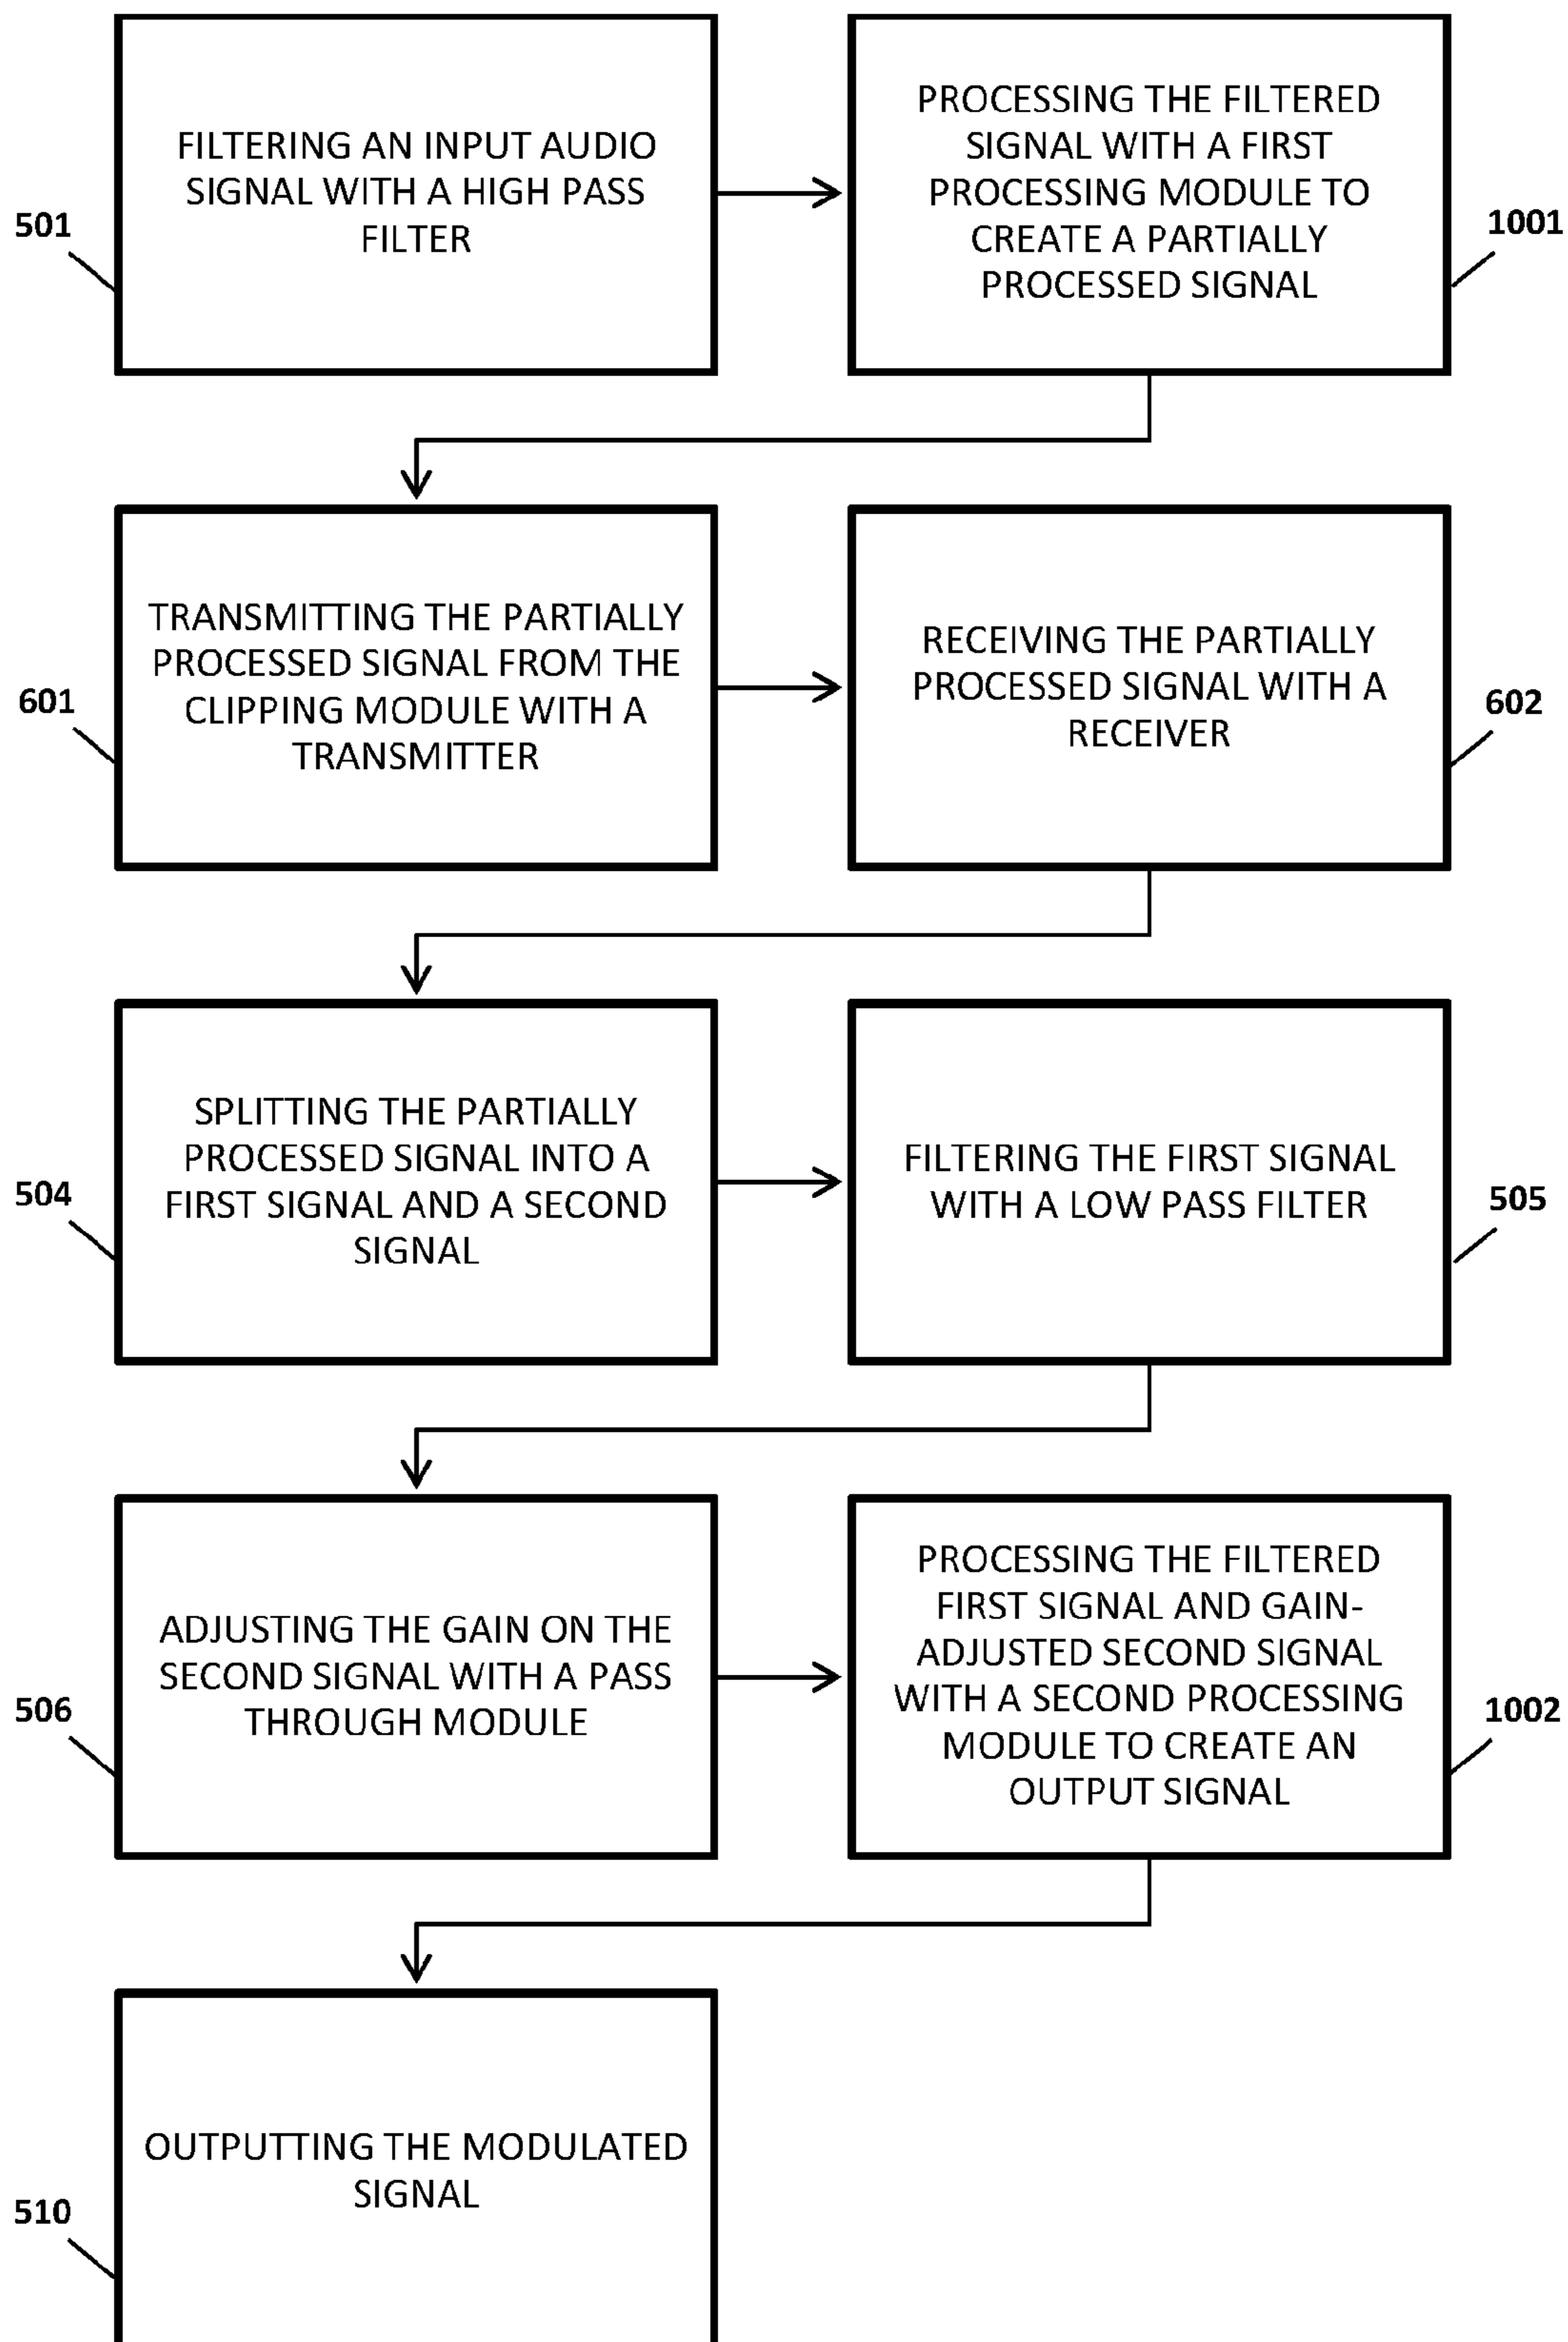 FILTERING AN INPUT AUDIO
SIGNAL WITH A HIGH PASS
FILTER
501
PROCESSING THE FILTERED
SIGNAL WITH A FIRST
PROCESSING MODULE TO
CREATE A PARTIALLY
PROCESSED SIGNAL
1001
TRANSMITTING THE PARTIALLY
PROCESSED SIGNAL FROM THE
CLIPPING MODULE WITH A
TRANSMITTER
601
RECEIVING THE PARTIALLY
PROCESSED SIGNAL WITH A
RECEIVER
602
SPLITTING THE PARTIALLY
PROCESSED SIGNAL INTO A
FIRST SIGNAL AND A SECOND
SIGNAL
504
FILTERING THE FIRST SIGNAL
WITH A LOW PASS FILTER
505
ADJUSTING THE GAIN ON THE
SECOND SIGNAL WITH A PASS
THROUGH MODULE
506
PROCESSING THE FILTERED
FIRST SIGNAL AND GAIN-
ADJUSTED SECOND SIGNAL
WITH A SECOND PROCESSING
MODULE TO CREATE AN
OUTPUT SIGNAL
1002
OUTPUTTING THE MODULATED
SIGNAL
510